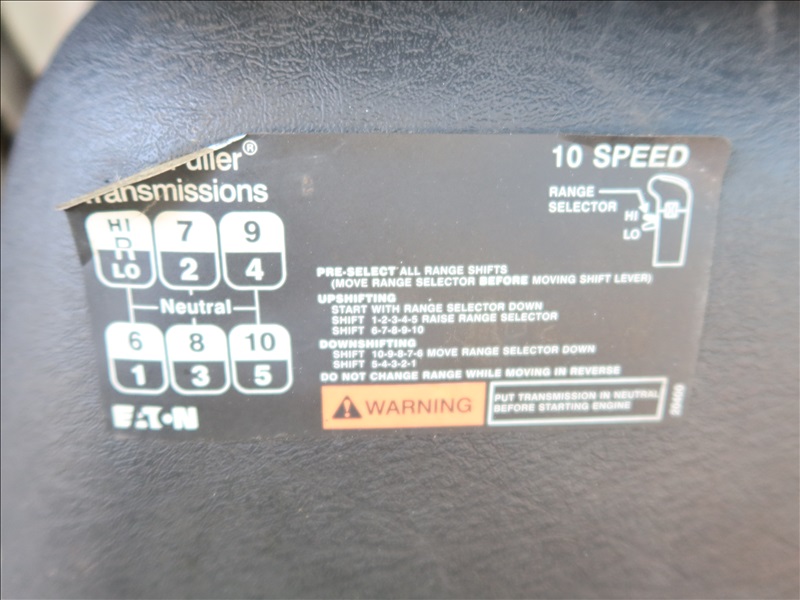 Fuller®
Transmissions
10 SPEED
RANGE
SELECTOR
HI
LO
HI 7 9
R
LO 2 4
Neutral
6 8 10
1 3 5
EATON
PRE-SELECT ALL RANGE SHIFTS
(MOVE RANGE SELECTOR BEFORE MOVING SHIFT LEVER)
UPSHIFTING
START WITH RANGE SELECTOR DOWN
SHIFT 1-2-3-4-5 RAISE RANGE SELECTOR
SHIFT 6-7-8-9-10
DOWNSHIFTING
SHIFT 10-9-8-7-6 MOVE RANGE SELECTOR DOWN
SHIFT 5-4-3-2-1
DO NOT CHANGE RANGE WHILE MOVING IN REVERSE
WARNING
PUT TRANSMISSION IN NEUTRAL
BEFORE STARTING ENGINE